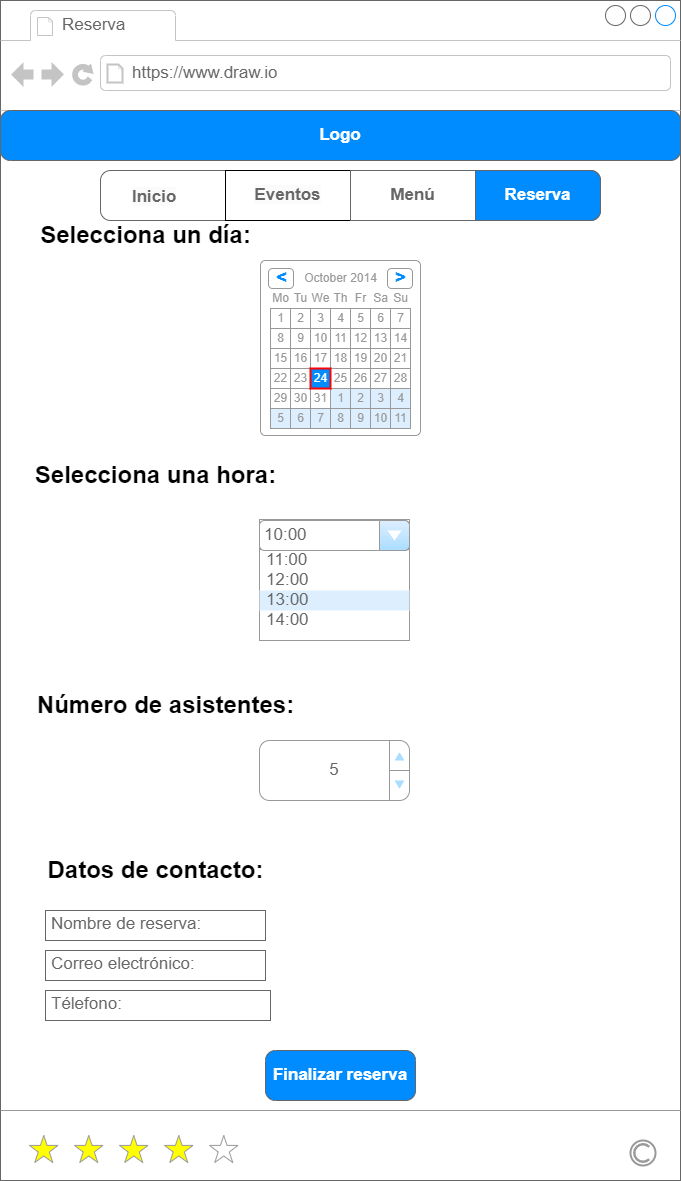 Reserva
https://www.draw.io
Logo
Inicio Eventos Menú Reserva
Selecciona un día:
< October 2014 >
Mo Tu We Th Fr Sa Su
1 2 3 4 5 6 7
8 9 10 11 12 13 14
15 16 17 18 19 20 21
22 23 24 25 26 27 28
29 30 31 1 2 3 4
5 6 7 8 9 10 11
Selecciona una hora:
10:00
11:00
12:00
13:00
14:00
Número de asistentes:
5
Datos de contacto:
Nombre de reserva:
Correo electrónico:
Télefono:
Finalizar reserva
©